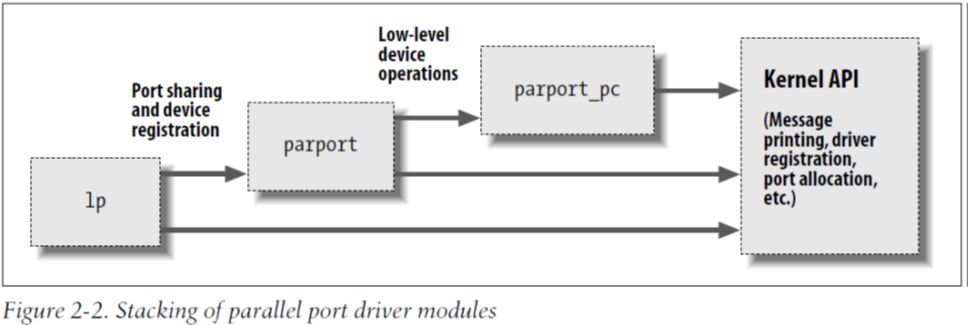 Low-level
device
operations
Port sharing
and device
registration
lp
parport
parport_pc
Kernel API
(Message
printing, driver
registration,
port allocation,
etc.)
Figure 2-2. Stacking of parallel port driver modules